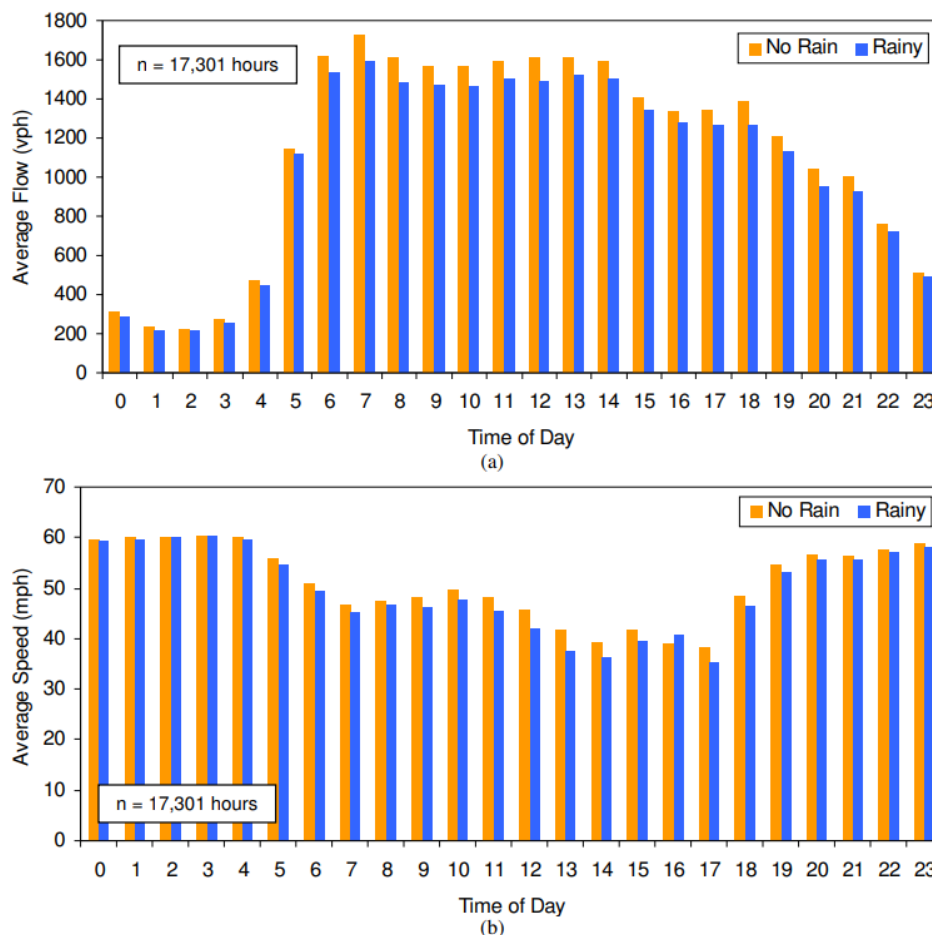 1800
1600
1400
1200
1000
800
600
400
200
0
Average Flow (vph)
n = 17,301 hours
No Rain Rainy
0 1 2 3 4 5 6 7 8 9 10 11 12 13 14 15 16 17 18 19 20 21 22 23
Time of Day
(a)
70
60
50
40
30
20
10
0
Average Speed (mph)
No Rain Rainy
n = 17,301 hours
0 1 2 3 4 5 6 7 8 9 10 11 12 13 14 15 16 17 18 19 20 21 22 23
Time of Day
(b)